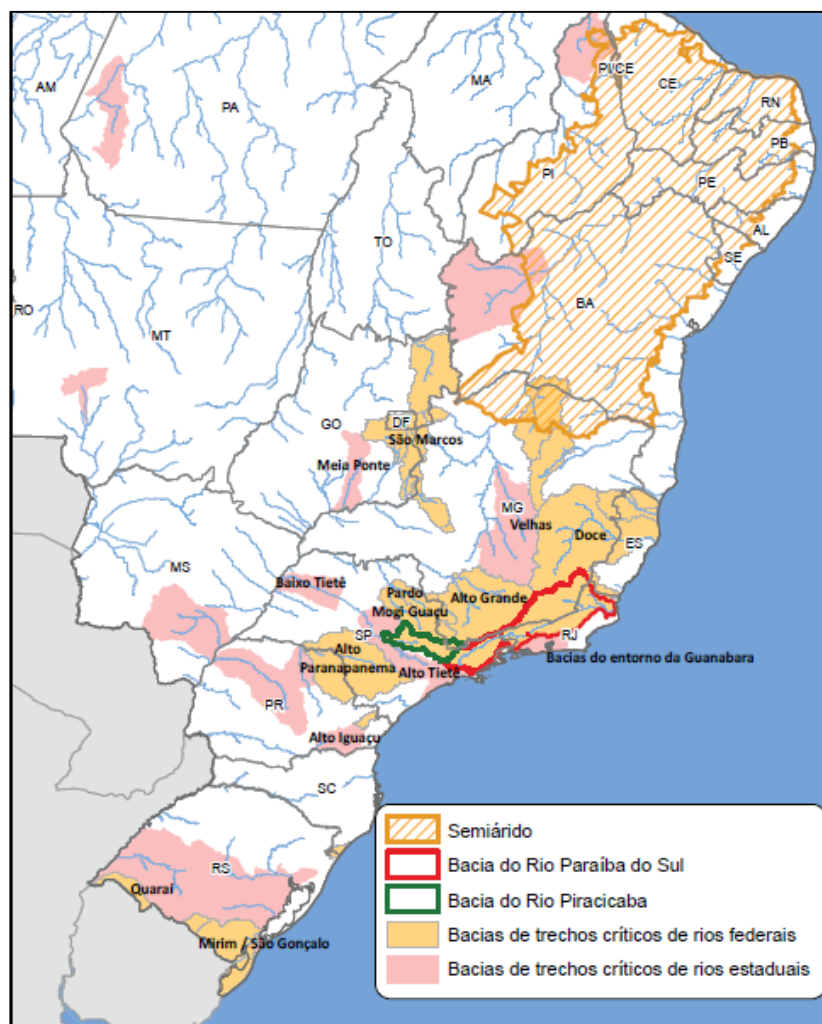 AM
PA
MA
PI/CE
CE
RN
PB
PI
PE
AL
SE
TO
BA
RO
MT
GO
DF
São Marcos
Meia Ponte
MG
Velhas
Doce
ES
MS
Baixo Tietê
Pardo
Mogi Guaçu
Alto Grande
SP
RJ
Bacias do entorno da Guanabara
Alto
Paranapanema
Alto Tietê
PR
Alto Iguaçu
SC
RS
Quaraí
Mirim / São Gonçalo
Semiárido
Bacia do Rio Paraíba do Sul
Bacia do Rio Piracicaba
Bacias de trechos críticos de rios federais
Bacias de trechos críticos de rios estaduais